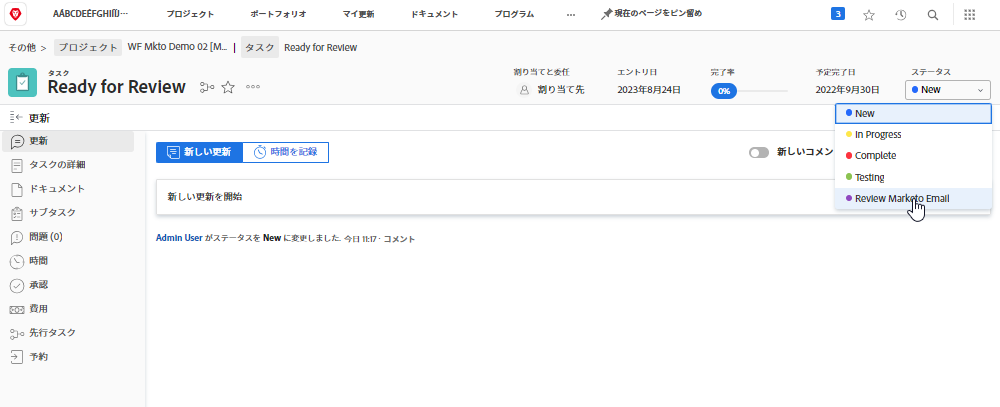 AÁBCDEÉFGHIÍJ…
プロジェクト
ポートフォリオ
マイ更新
ドキュメント
プログラム
現在のページをピン留め
3
その他 > プロジェクト WF Mkto Demo 02 [M... タスク Ready for Review
タスク
Ready for Review
割り当てと委任
割り当て先
エントリ日
2023年8月24日
完了率
0%
予定完了日
2022年9月30日
ステータス
New
New
In Progress
Complete
Testing
Review Marketo Email
更新
更新
タスクの詳細
ドキュメント
サブタスク
問題 (0)
時間
承認
費用
先行タスク
予約
新しい更新
時間を記録
新しいコメン
新しい更新を開始
Admin User がステータスを New に変更しました. 今日 11:17 · コメント